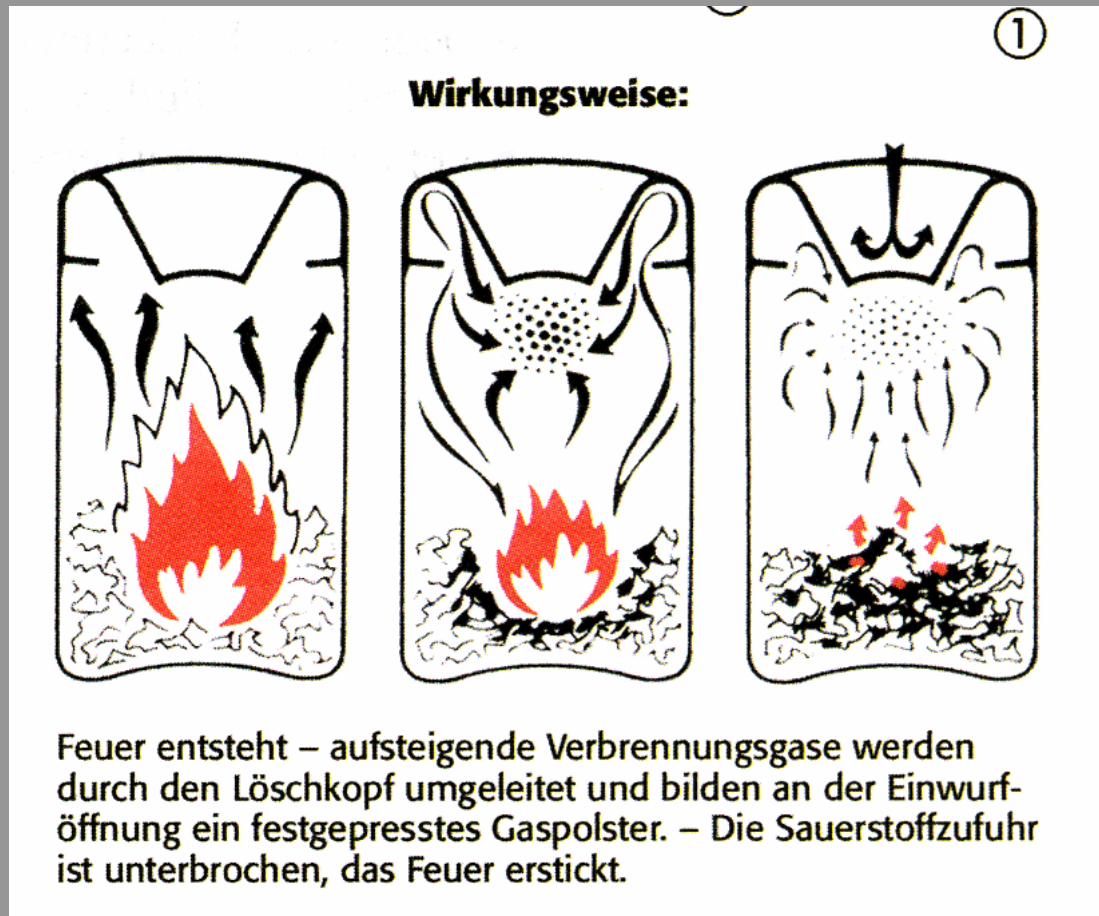 ①
Wirkungsweise:
Feuer entsteht – aufsteigende Verbrennungsgase werden
durch den Löschkopf umgeleitet und bilden an der Einwurf-
öffnung ein festgepresstes Gaspolster. – Die Sauerstoffzufuhr
ist unterbrochen, das Feuer erstickt.